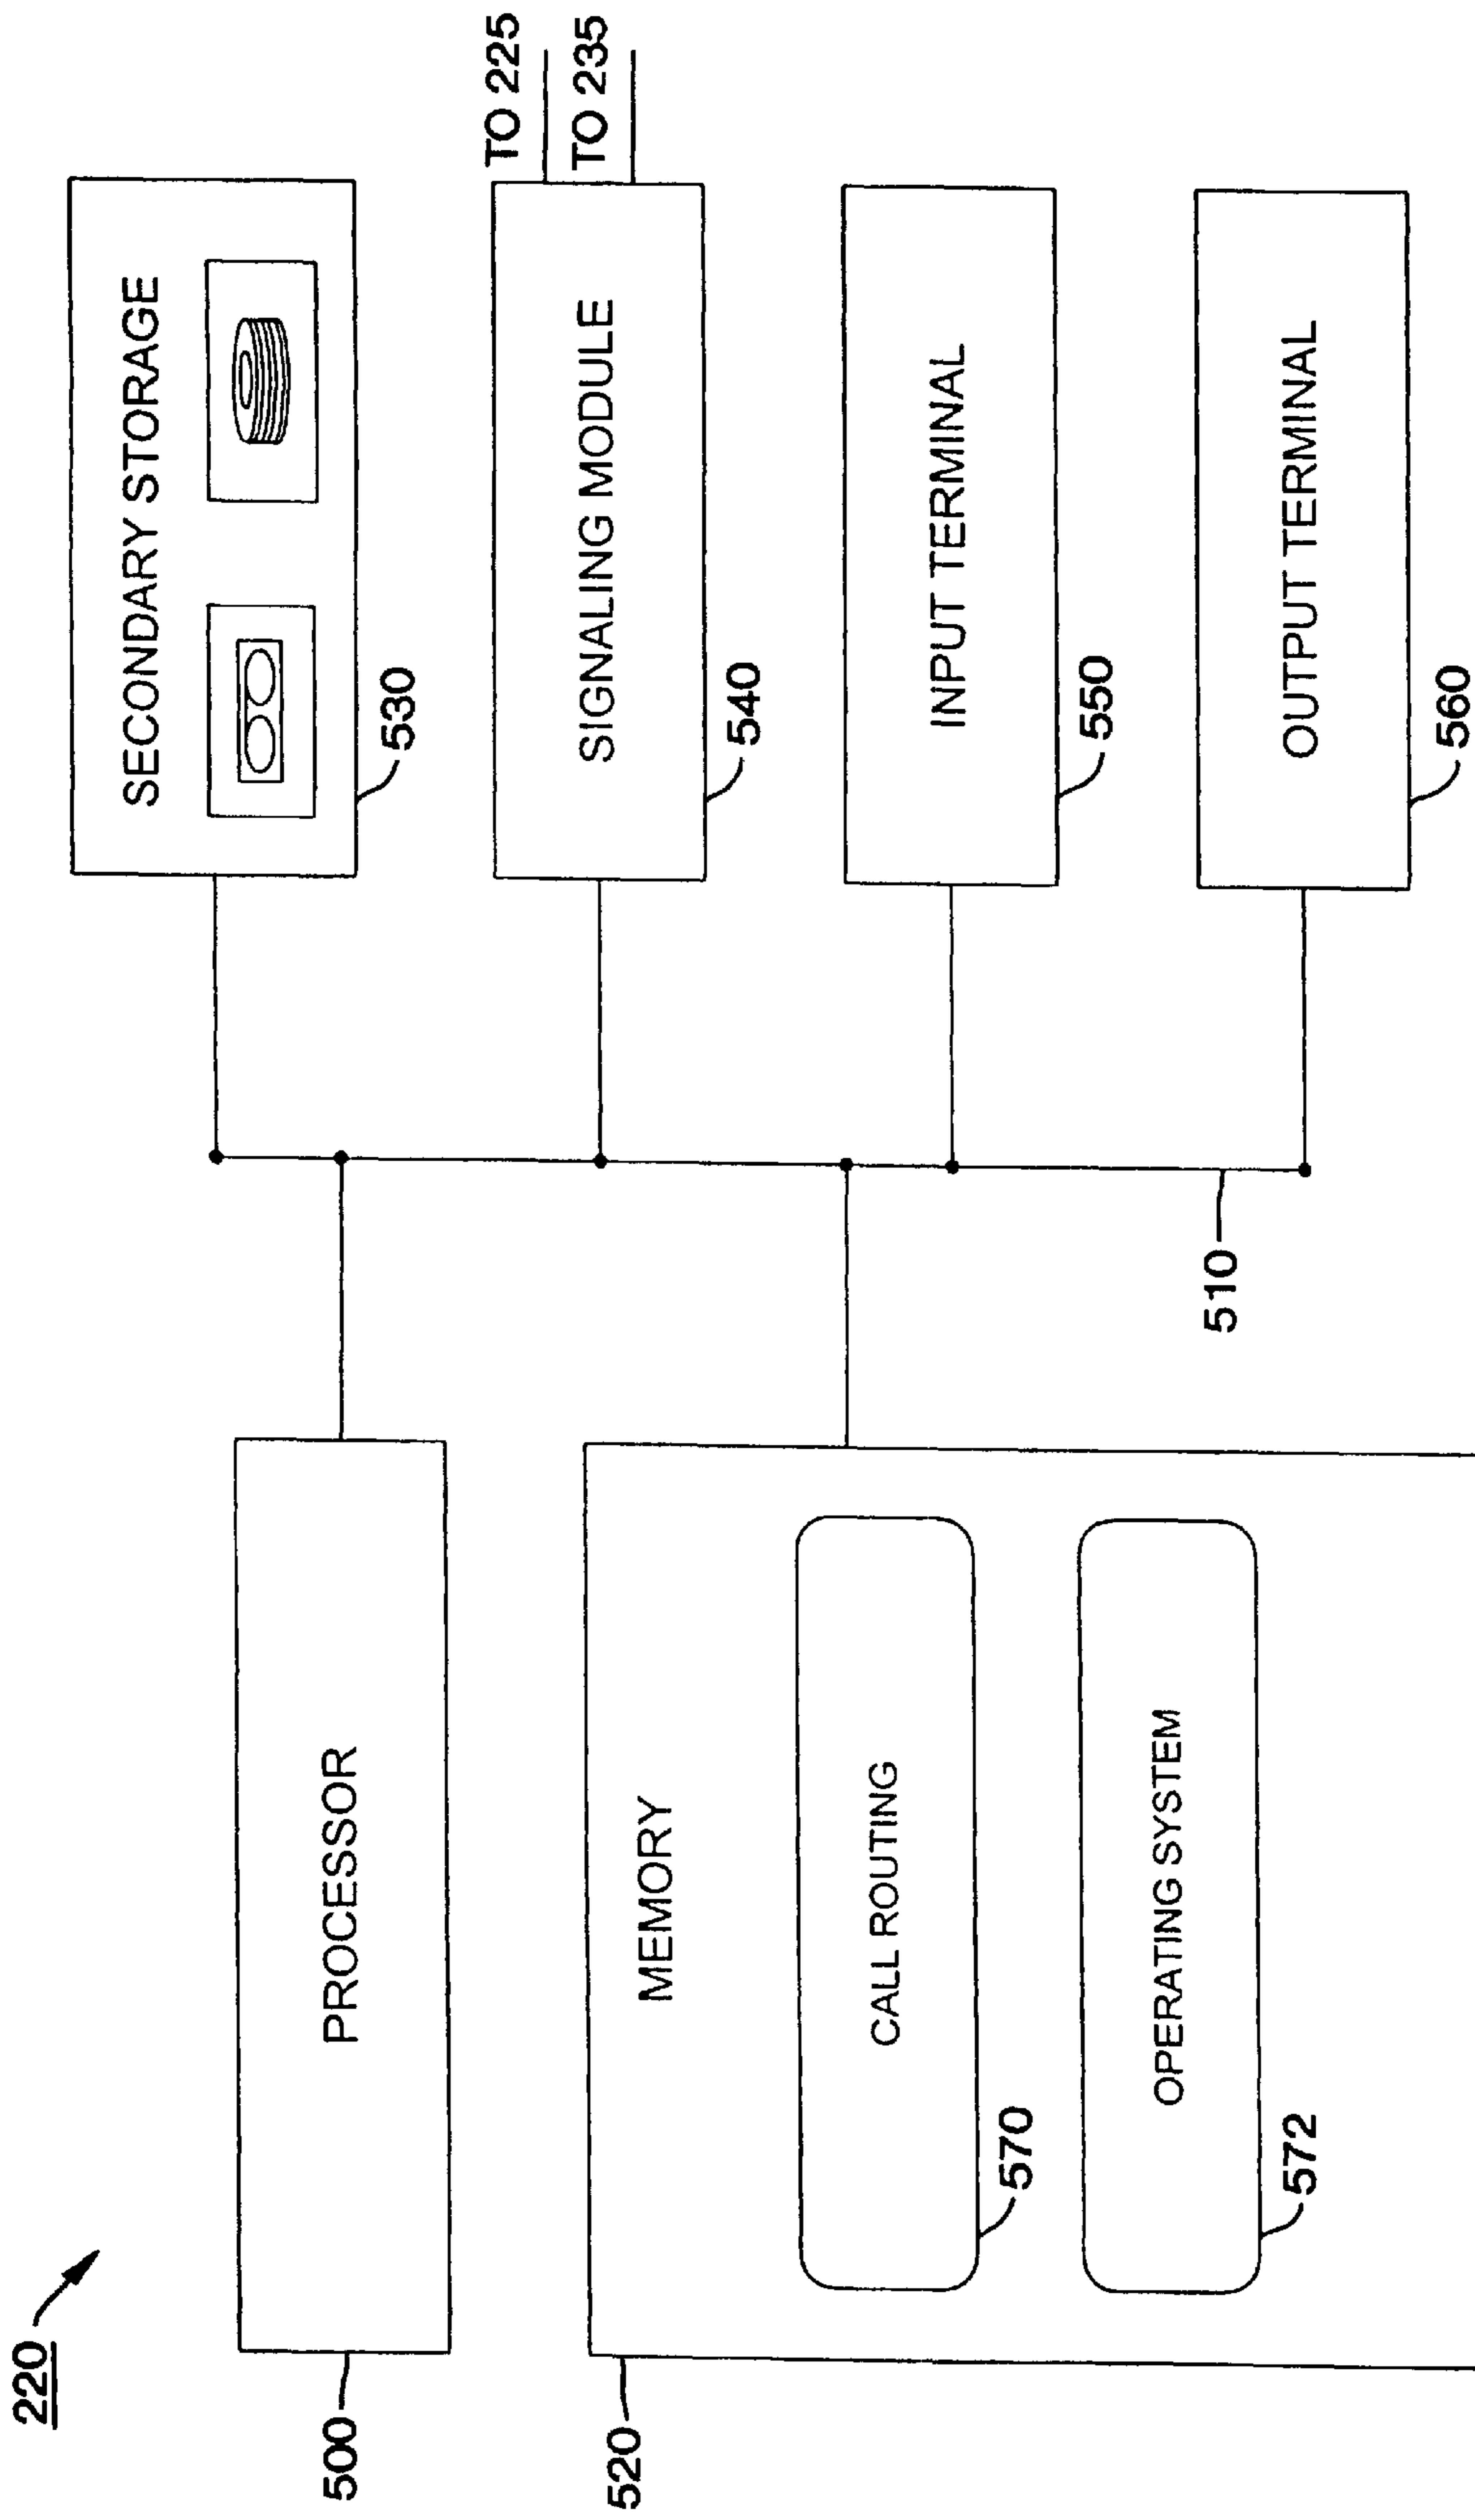 220
500
PROCESSOR
520
MEMORY
CALL ROUTING
570
OPERATING SYSTEM
572
510
SECONDARY STORAGE
530
TO 225
TO 235
SIGNALING MODULE
540
INPUT TERMINAL
550
OUTPUT TERMINAL
560